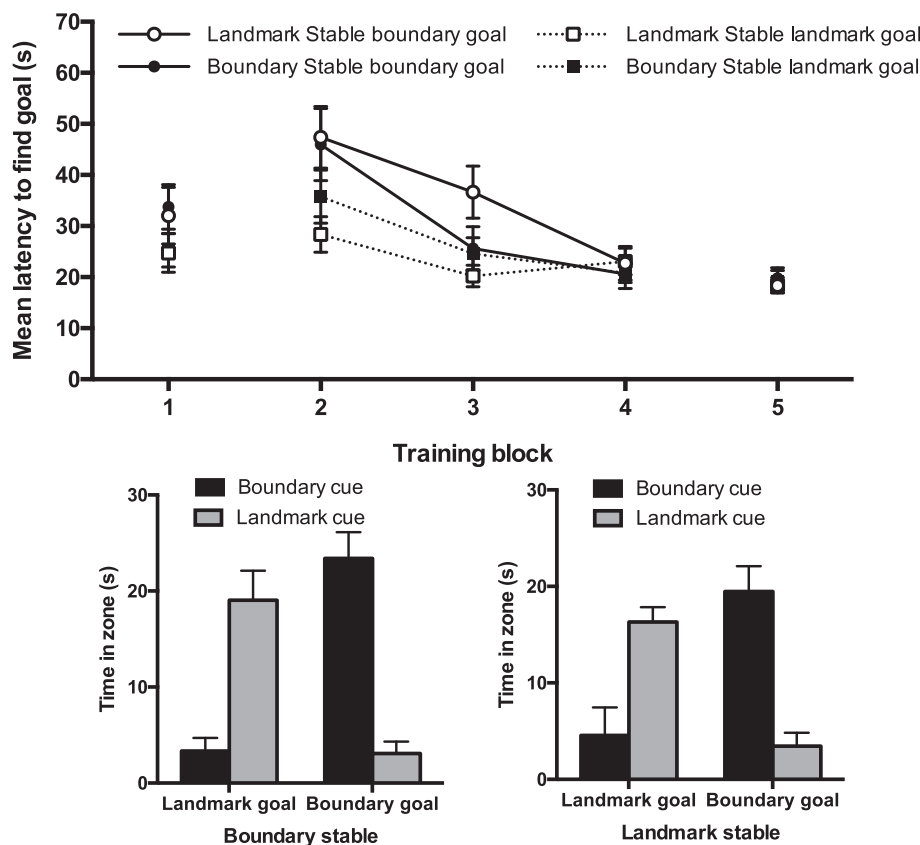 70
60
50
40
30
20
10
0
Mean latency to find goal (s)
Landmark Stable boundary goal
Boundary Stable boundary goal
Landmark Stable landmark goal
Boundary Stable landmark goal
1 2 3 4 5
Training block
Boundary cue
Landmark cue
30
20
10
0
Time in zone (s)
Landmark goal Boundary goal
Boundary stable
Boundary cue
Landmark cue
30
20
10
0
Time in zone (s)
Landmark goal Boundary goal
Landmark stable